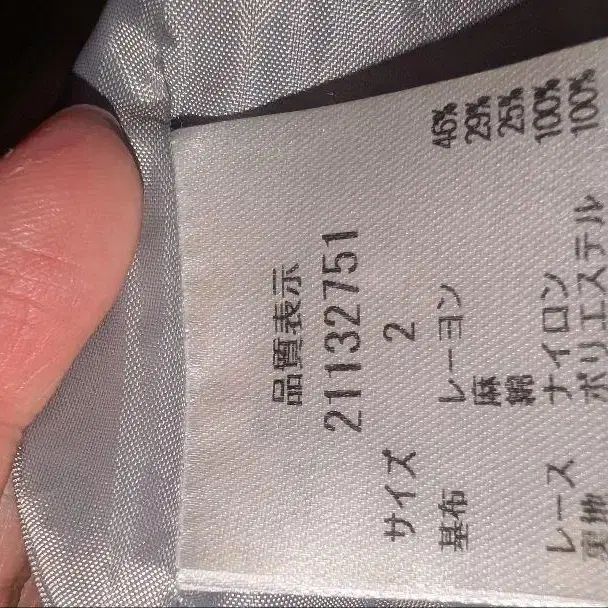 品質表示
21132751
サイズ 2
基布 レーヨン 46%
麻 29%
綿 25%
レース ナイロン 100%
裏地 ポリエステル 100%